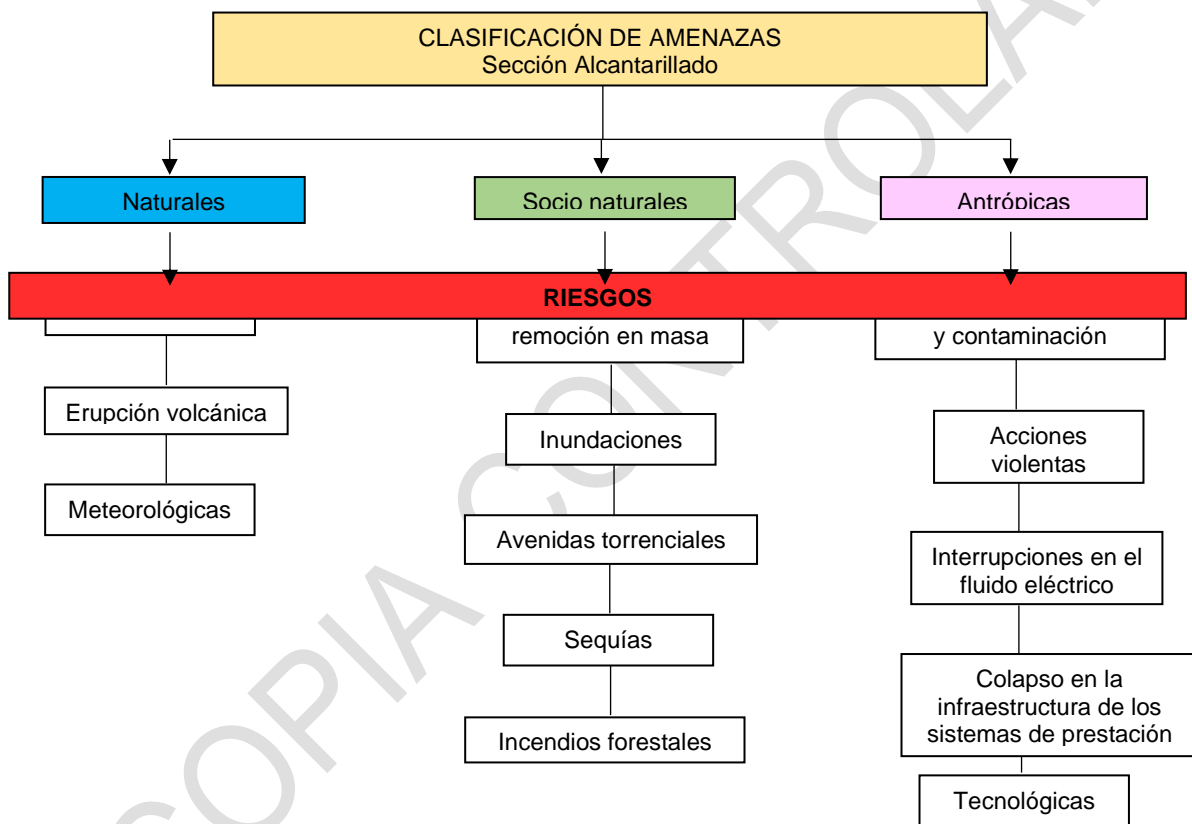 CLASIFICACIÓN DE AMENAZAS
Sección Alcantarillado
Naturales
Socio naturales
Antrópicas
RIESGOS
Erupción volcánica
Meteorológicas
remoción en masa
Inundaciones
Avenidas torrenciales
Sequías
Incendios forestales
y contaminación
Acciones
violentas
Interrupciones en el
fluido eléctrico
Colapso en la
infraestructura de los
sistemas de prestación
Tecnológicas
COPIA CONTROLA